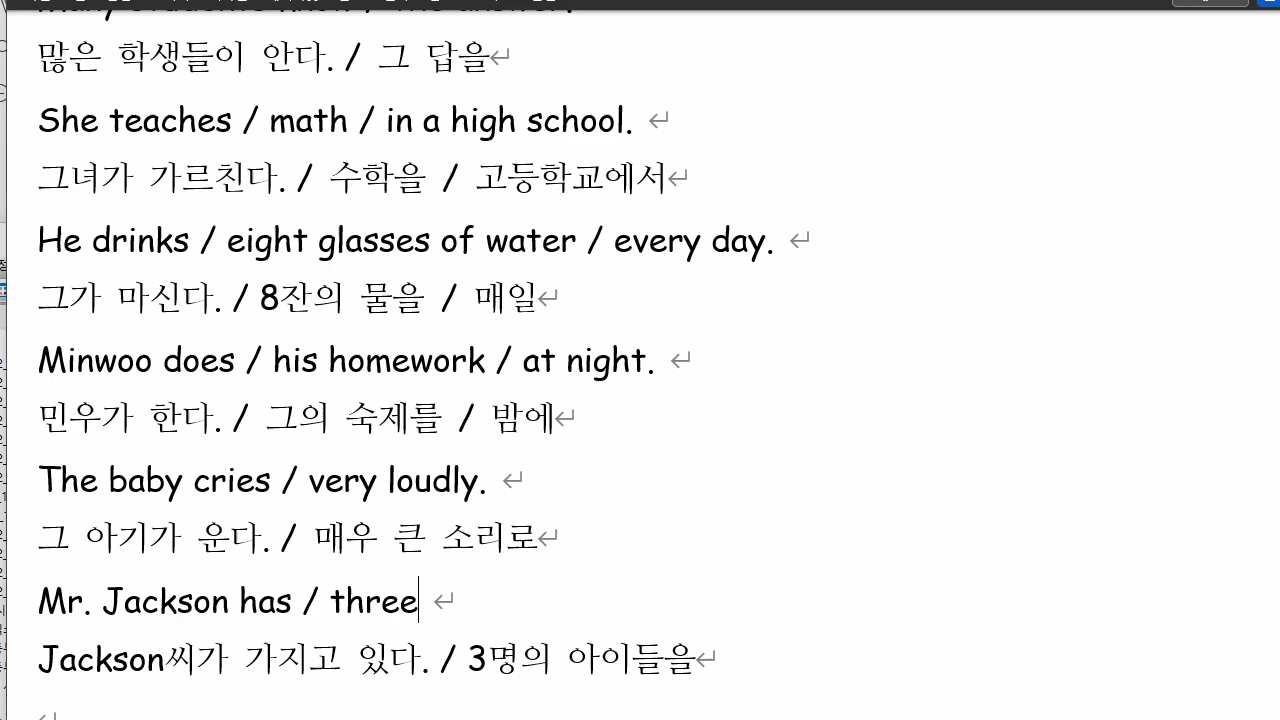 많은 학생들이 안다. / 그 답을
She teaches / math / in a high school.
그녀가 가르친다. / 수학을 / 고등학교에서
He drinks / eight glasses of water / every day.
그가 마신다. / 8잔의 물을 / 매일
Minwoo does / his homework / at night.
민우가 한다. / 그의 숙제를 / 밤에
The baby cries / very loudly.
그 아기가 운다. / 매우 큰 소리로
Mr. Jackson has / three
Jackson씨가 가지고 있다. / 3명의 아이들을